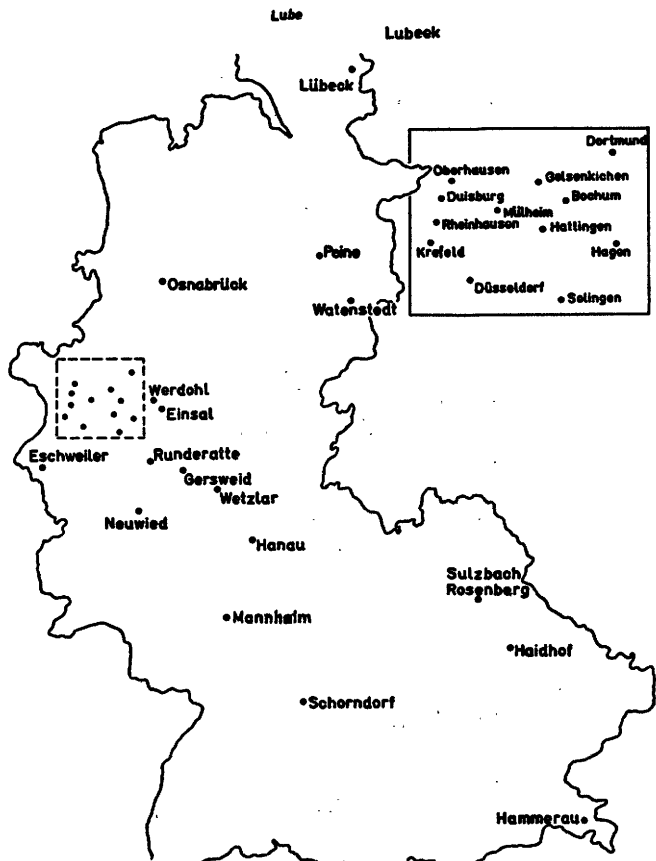 Lube
Lubeck
Lübeck
Dortmund
Oberhausen
Gelsenkichen
Duisburg
Bochum
Mülheim
Rheinhausen
Hattingen
Krefeld
Hagen
Peine
Osnabrück
Düsseldorf
Watenstedt
Solingen
Werdohl
Einsal
Eschweiler
Runderatte
Gersweid
Wetzlar
Neuwied
Hanau
Sulzbach
Rosenberg
Mannheim
Haidhof
Schorndorf
Hammerau